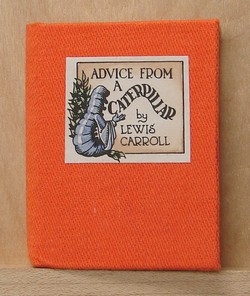 ADVICE FROM
A
CATERPILLAR
by
LEWIS
CARROLL